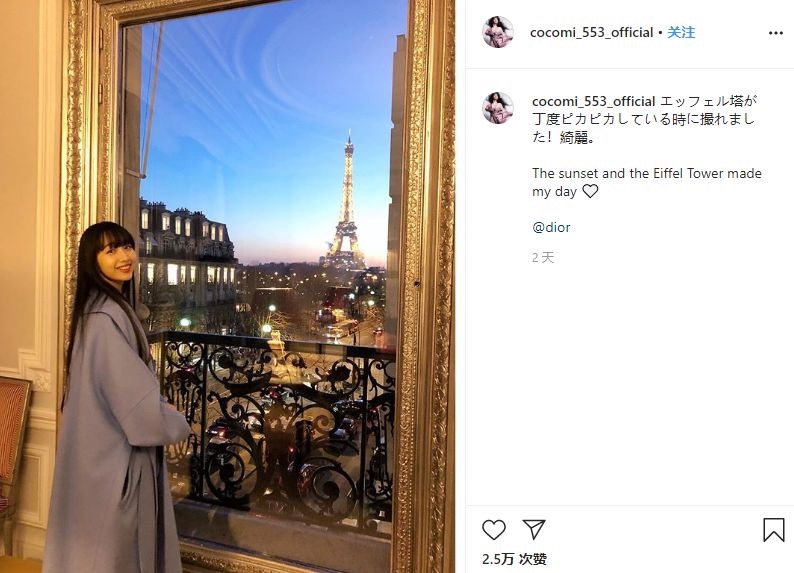 cocomi_553_official • 关注
cocomi_553_official エッフェル塔が
丁度ピカピカしている時に撮れまし
た！綺麗。
The sunset and the Eiffel Tower made
my day ♡
@dior
2 天
2.5万 次赞